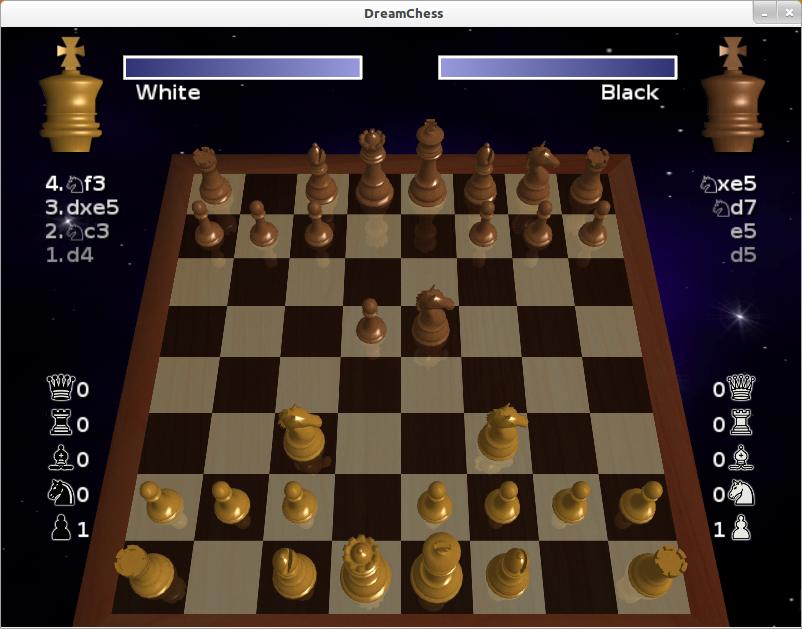 DreamChess
White
Black
4.♘f3
3.dxe5
2.♘c3
1.d4
♘xe5
♘d7
e5
d5
0
0
0
0
1
0
0
0
0
1